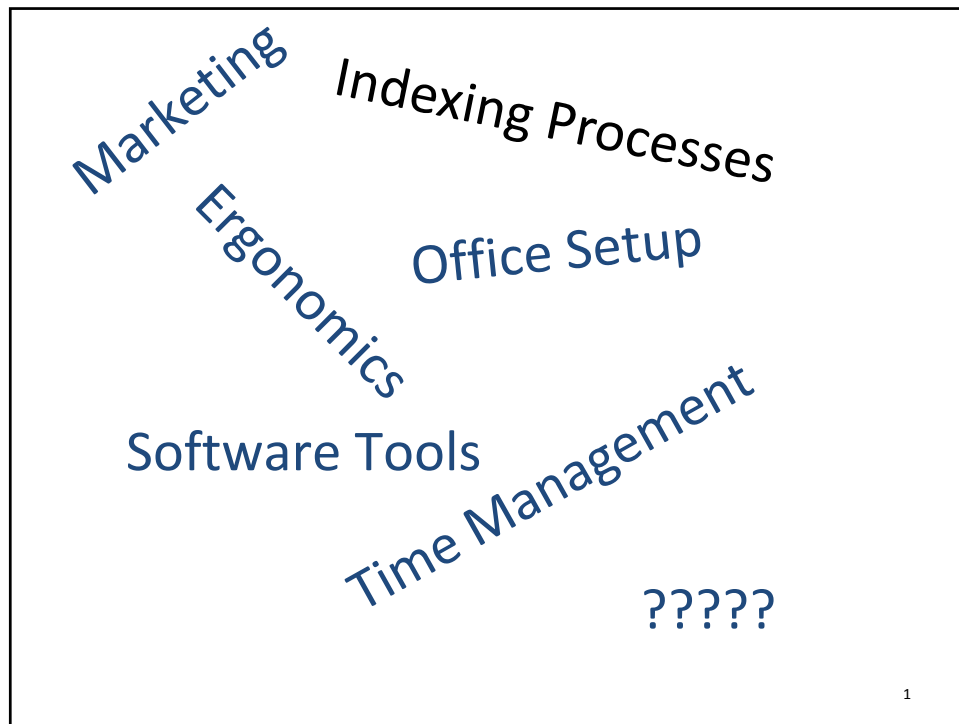 Marketing
Indexing Processes
Ergonomics
Office Setup
Software Tools
Time Management
?????
1